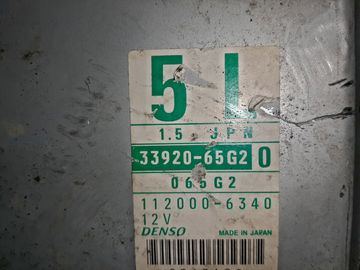 5 L
1.5 JPN
33920-65G2 0
065G2
112000-6340
12V
DENSO MADE IN JAPAN